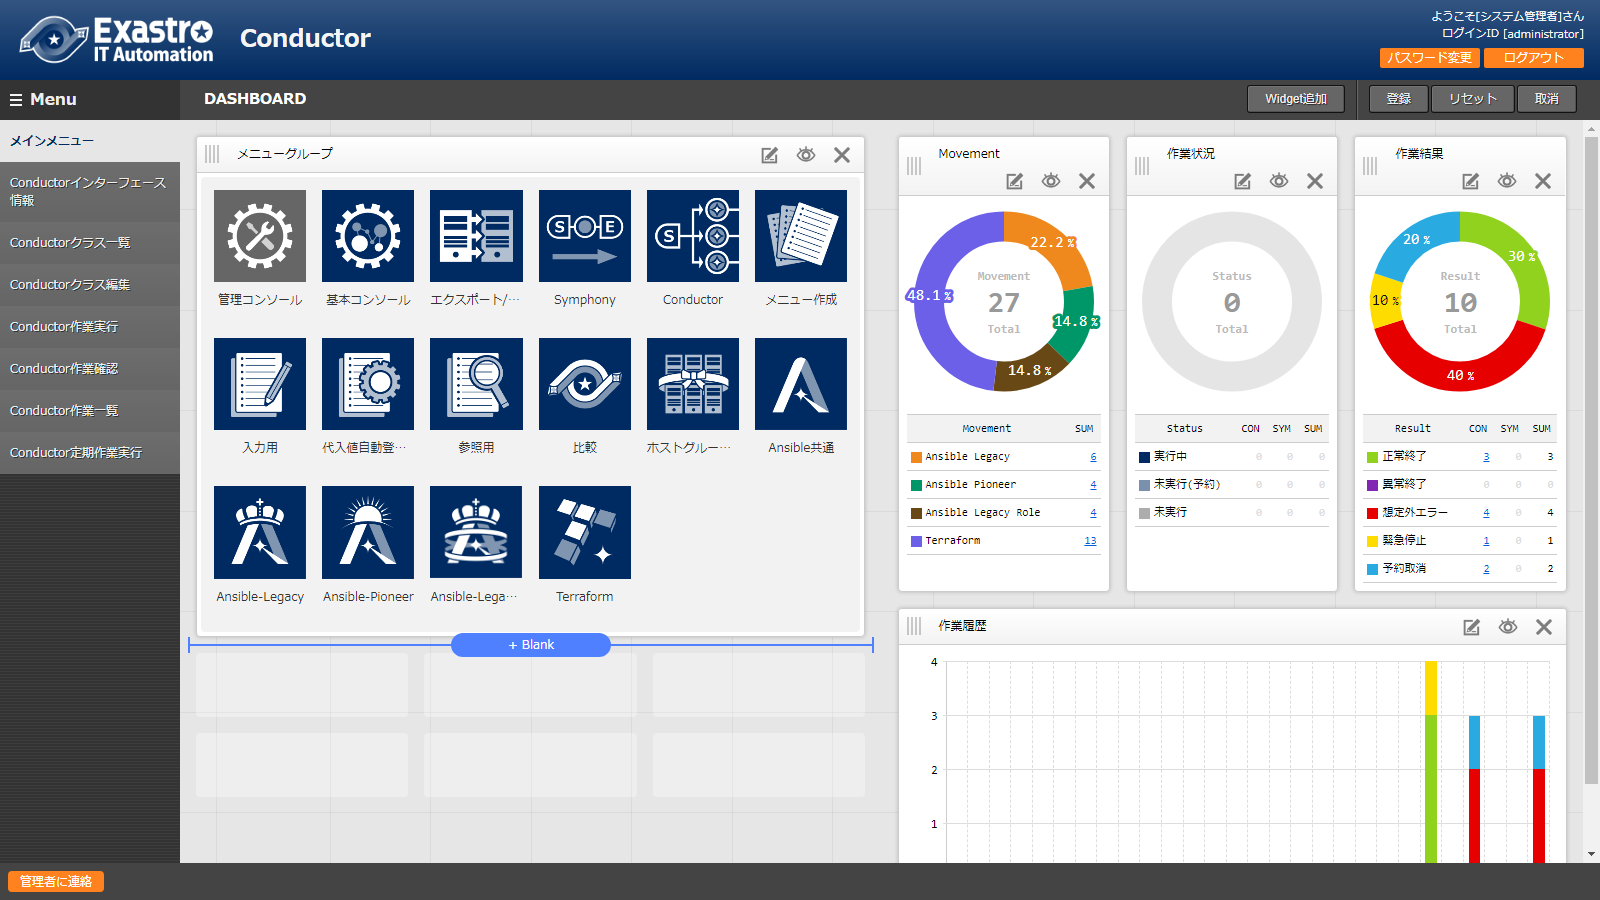 Exastro
IT Automation
Conductor
ようこそ[システム管理者]さん
ログインID [administrator]
パスワード変更
ログアウト
Menu
DASHBOARD
Widget追加
登録
リセット
取消
メインメニュー
Conductorインターフェース
情報
Conductorクラス一覧
Conductorクラス編集
Conductor作業実行
Conductor作業確認
Conductor作業一覧
Conductor定期作業実行
メニューグループ
管理コンソール
基本コンソール
エクスポート/…
S O E
Symphony
S
Conductor
メニュー作成
入力用
代入値自動登…
参照用
比較
ホストグルー…
Ansible共通
Ansible-Legacy
Ansible-Pioneer
Ansible-Lega…
Terraform
+ Blank
Movement
22.2 %
14.8 %
14.8 %
48.1 %
Movement
27
Total
Movement SUM
Ansible Legacy 6
Ansible Pioneer 4
Ansible Legacy Role 4
Terraform 13
作業状況
Status
0
Total
Status CON SYM SUM
実行中 0 0 0
未実行(予約) 0 0 0
未実行 0 0 0
作業結果
20 %
30 %
10 %
40 %
Result
10
Total
Result CON SYM SUM
正常終了 3 0 3
異常終了 0 0 0
想定外エラー 4 0 4
緊急停止 1 0 1
予約取消 2 0 2
作業履歴
4
3
2
1
管理者に連絡